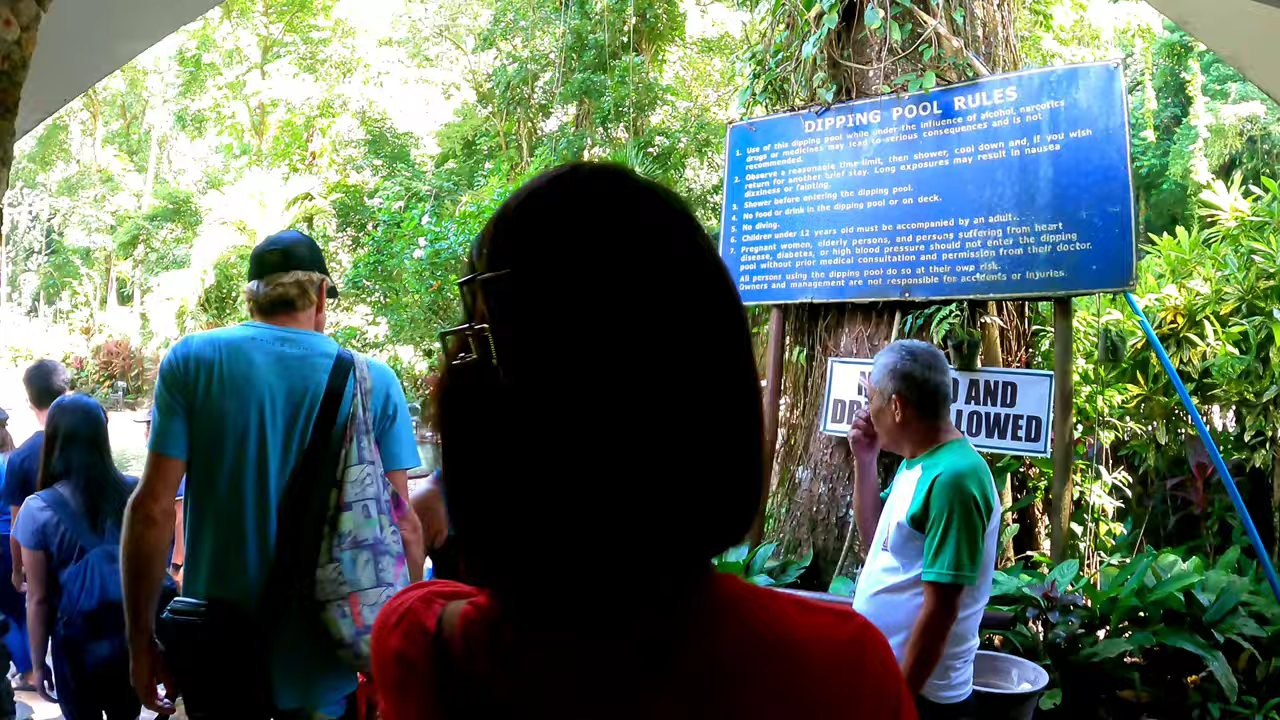 DIPPING POOL RULES
1. Use of this dipping pool while under the influence of alcohol, narcotics
drugs or medicines may lead to serious consequences and is not
recommended.
2. Observe a reasonable time limit, then shower, cool down and, if you wish
return for another brief stay. Long exposures may result in nausea
dizziness or fainting.
3. Shower before entering the dipping pool.
4. No food or drink in the dipping pool or on deck.
5. No diving.
6. Children under 12 years old must be accompanied by an adult..
7. Pregnant women, elderly persons, and persons suffering from heart
disease, diabetes, or high blood pressure should not enter the dipping
pool without prior medical consultation and permission from their doctor.
All persons using the dipping pool do so at their own risk.
Owners and management are not responsible for accidents or injuries.
AND